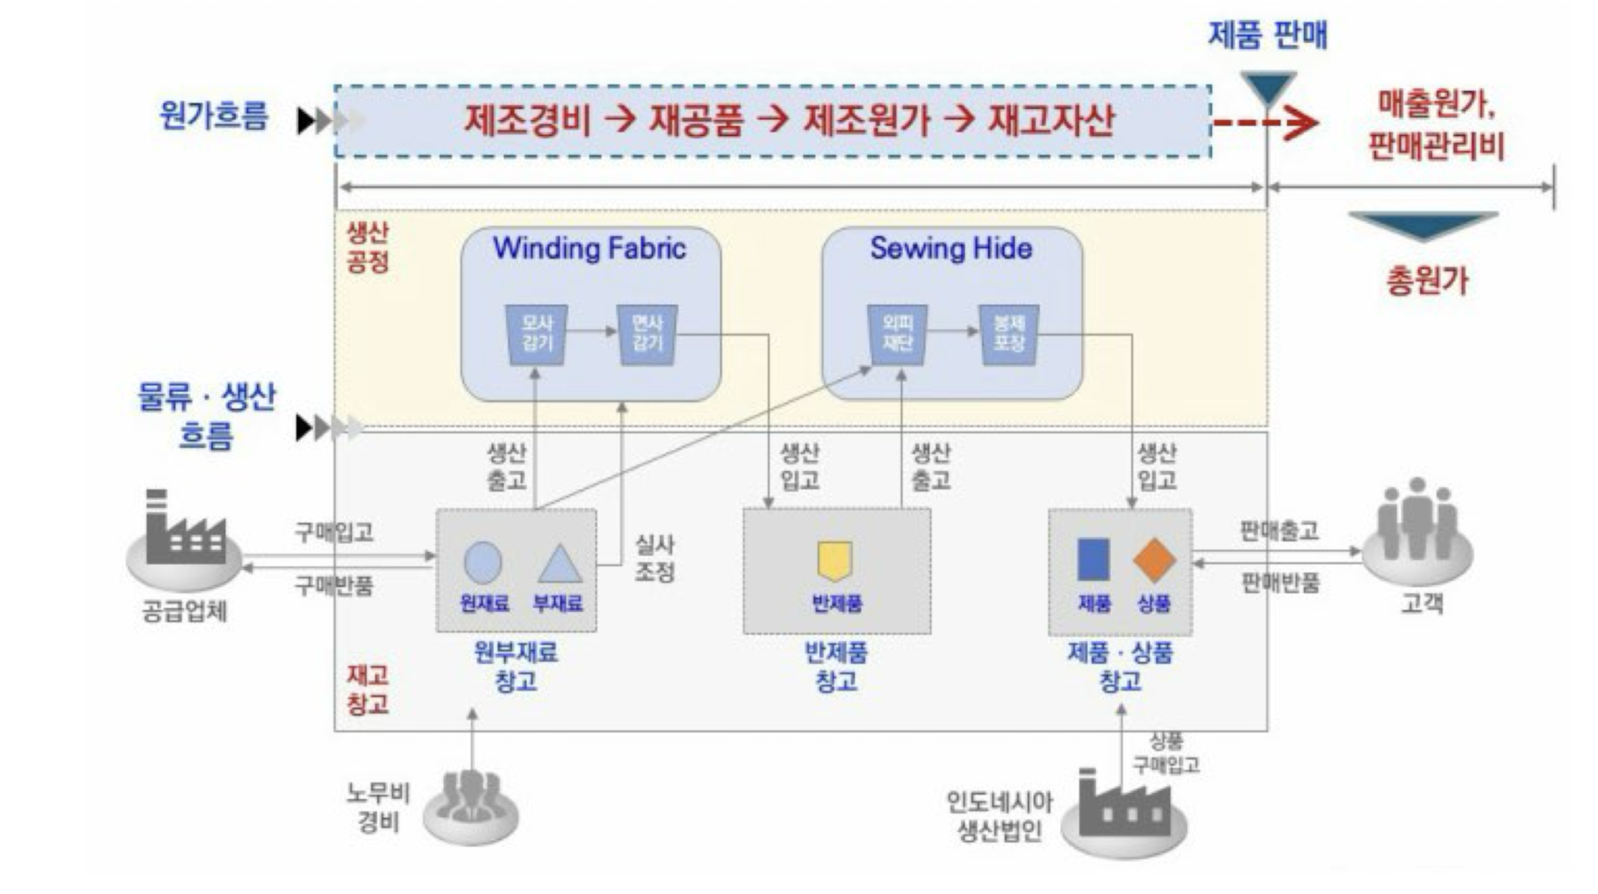 제품 판매
원가흐름
제조경비 → 재공품 → 제조원가 → 재고자산
매출원가,
판매관리비
생산
공정
Winding Fabric
Sewing Hide
총원가
모사
감기
면사
감기
외피
재단
봉제
포장
물류 · 생산
흐름
생산
출고
생산
입고
생산
출고
생산
입고
구매입고
구매반품
공급업체
실사
조정
원재료
부재료
반제품
제품
상품
판매출고
판매반품
고객
원부재료
창고
반제품
창고
제품 · 상품
창고
재고
창고
노무비
경비
상품
구매입고
인도네시아
생산법인